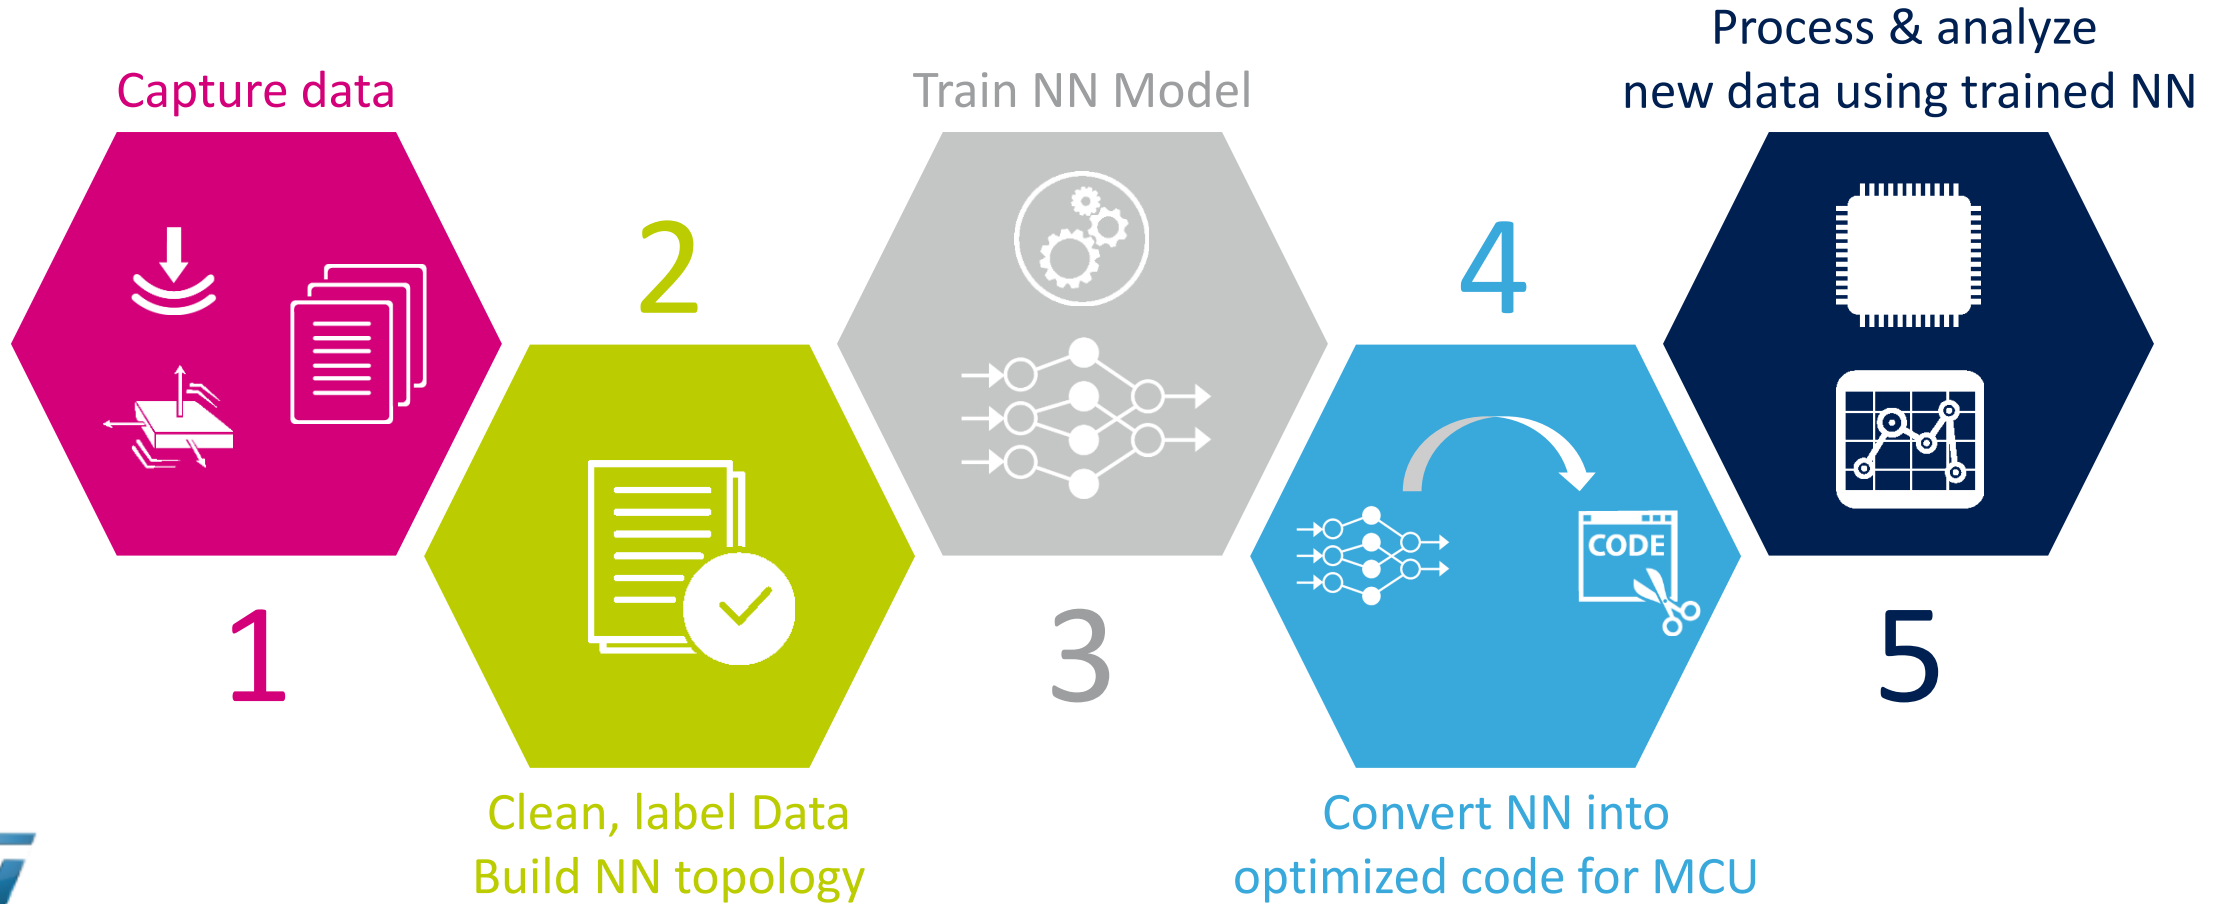 Capture data
1
2
Clean, label Data
Build NN topology
Train NN Model
3
4
CODE
Convert NN into
optimized code for MCU
Process & analyze
new data using trained NN
5